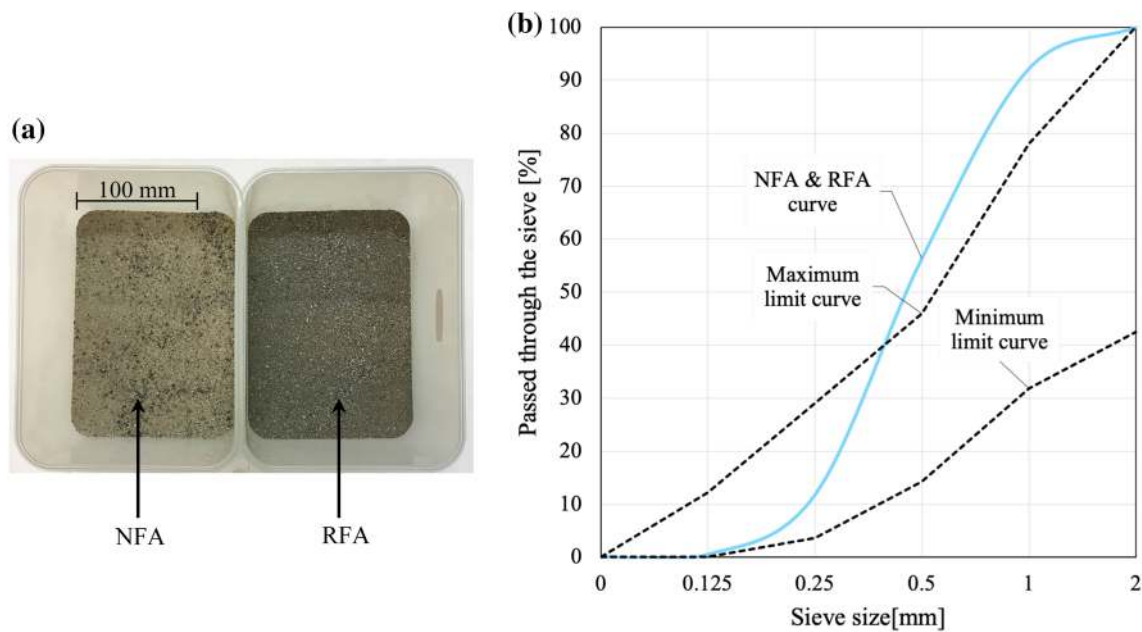 (a)
100 mm
NFA
RFA
(b)
Passed through the sieve [%]
100
90
80
70
60
50
40
30
20
10
0
NFA & RFA
curve
Maximum
limit curve
Minimum
limit curve
0
0.125
0.25
0.5
1
2
Sieve size[mm]